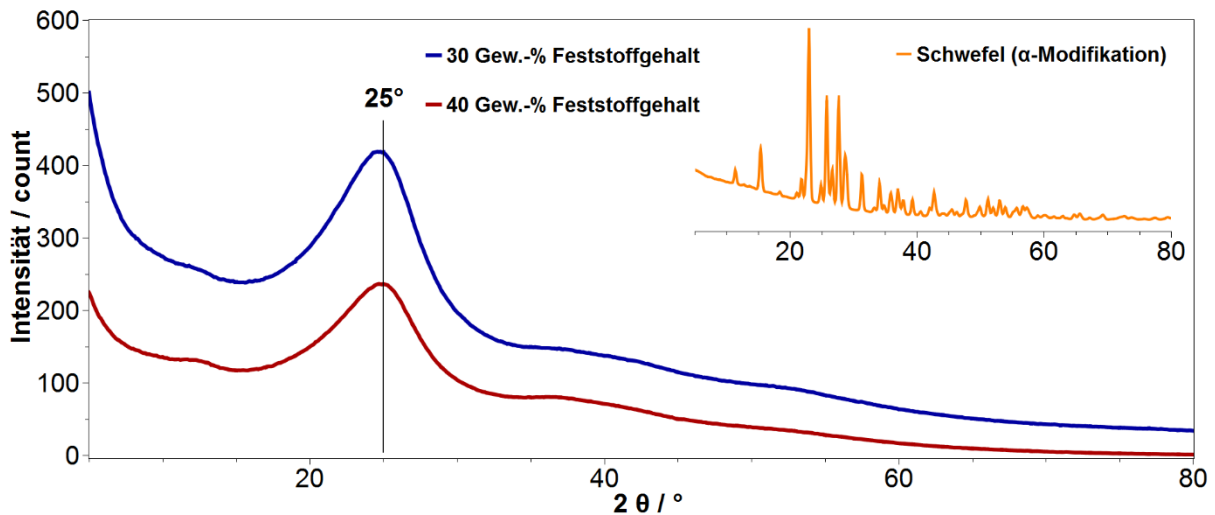 600
500
400
300
200
100
0
Intensität / count
30 Gew.-% Feststoffgehalt
40 Gew.-% Feststoffgehalt
25°
Schwefel (α-Modifikation)
20 40 60 80
20 40 60 80
2 θ / °